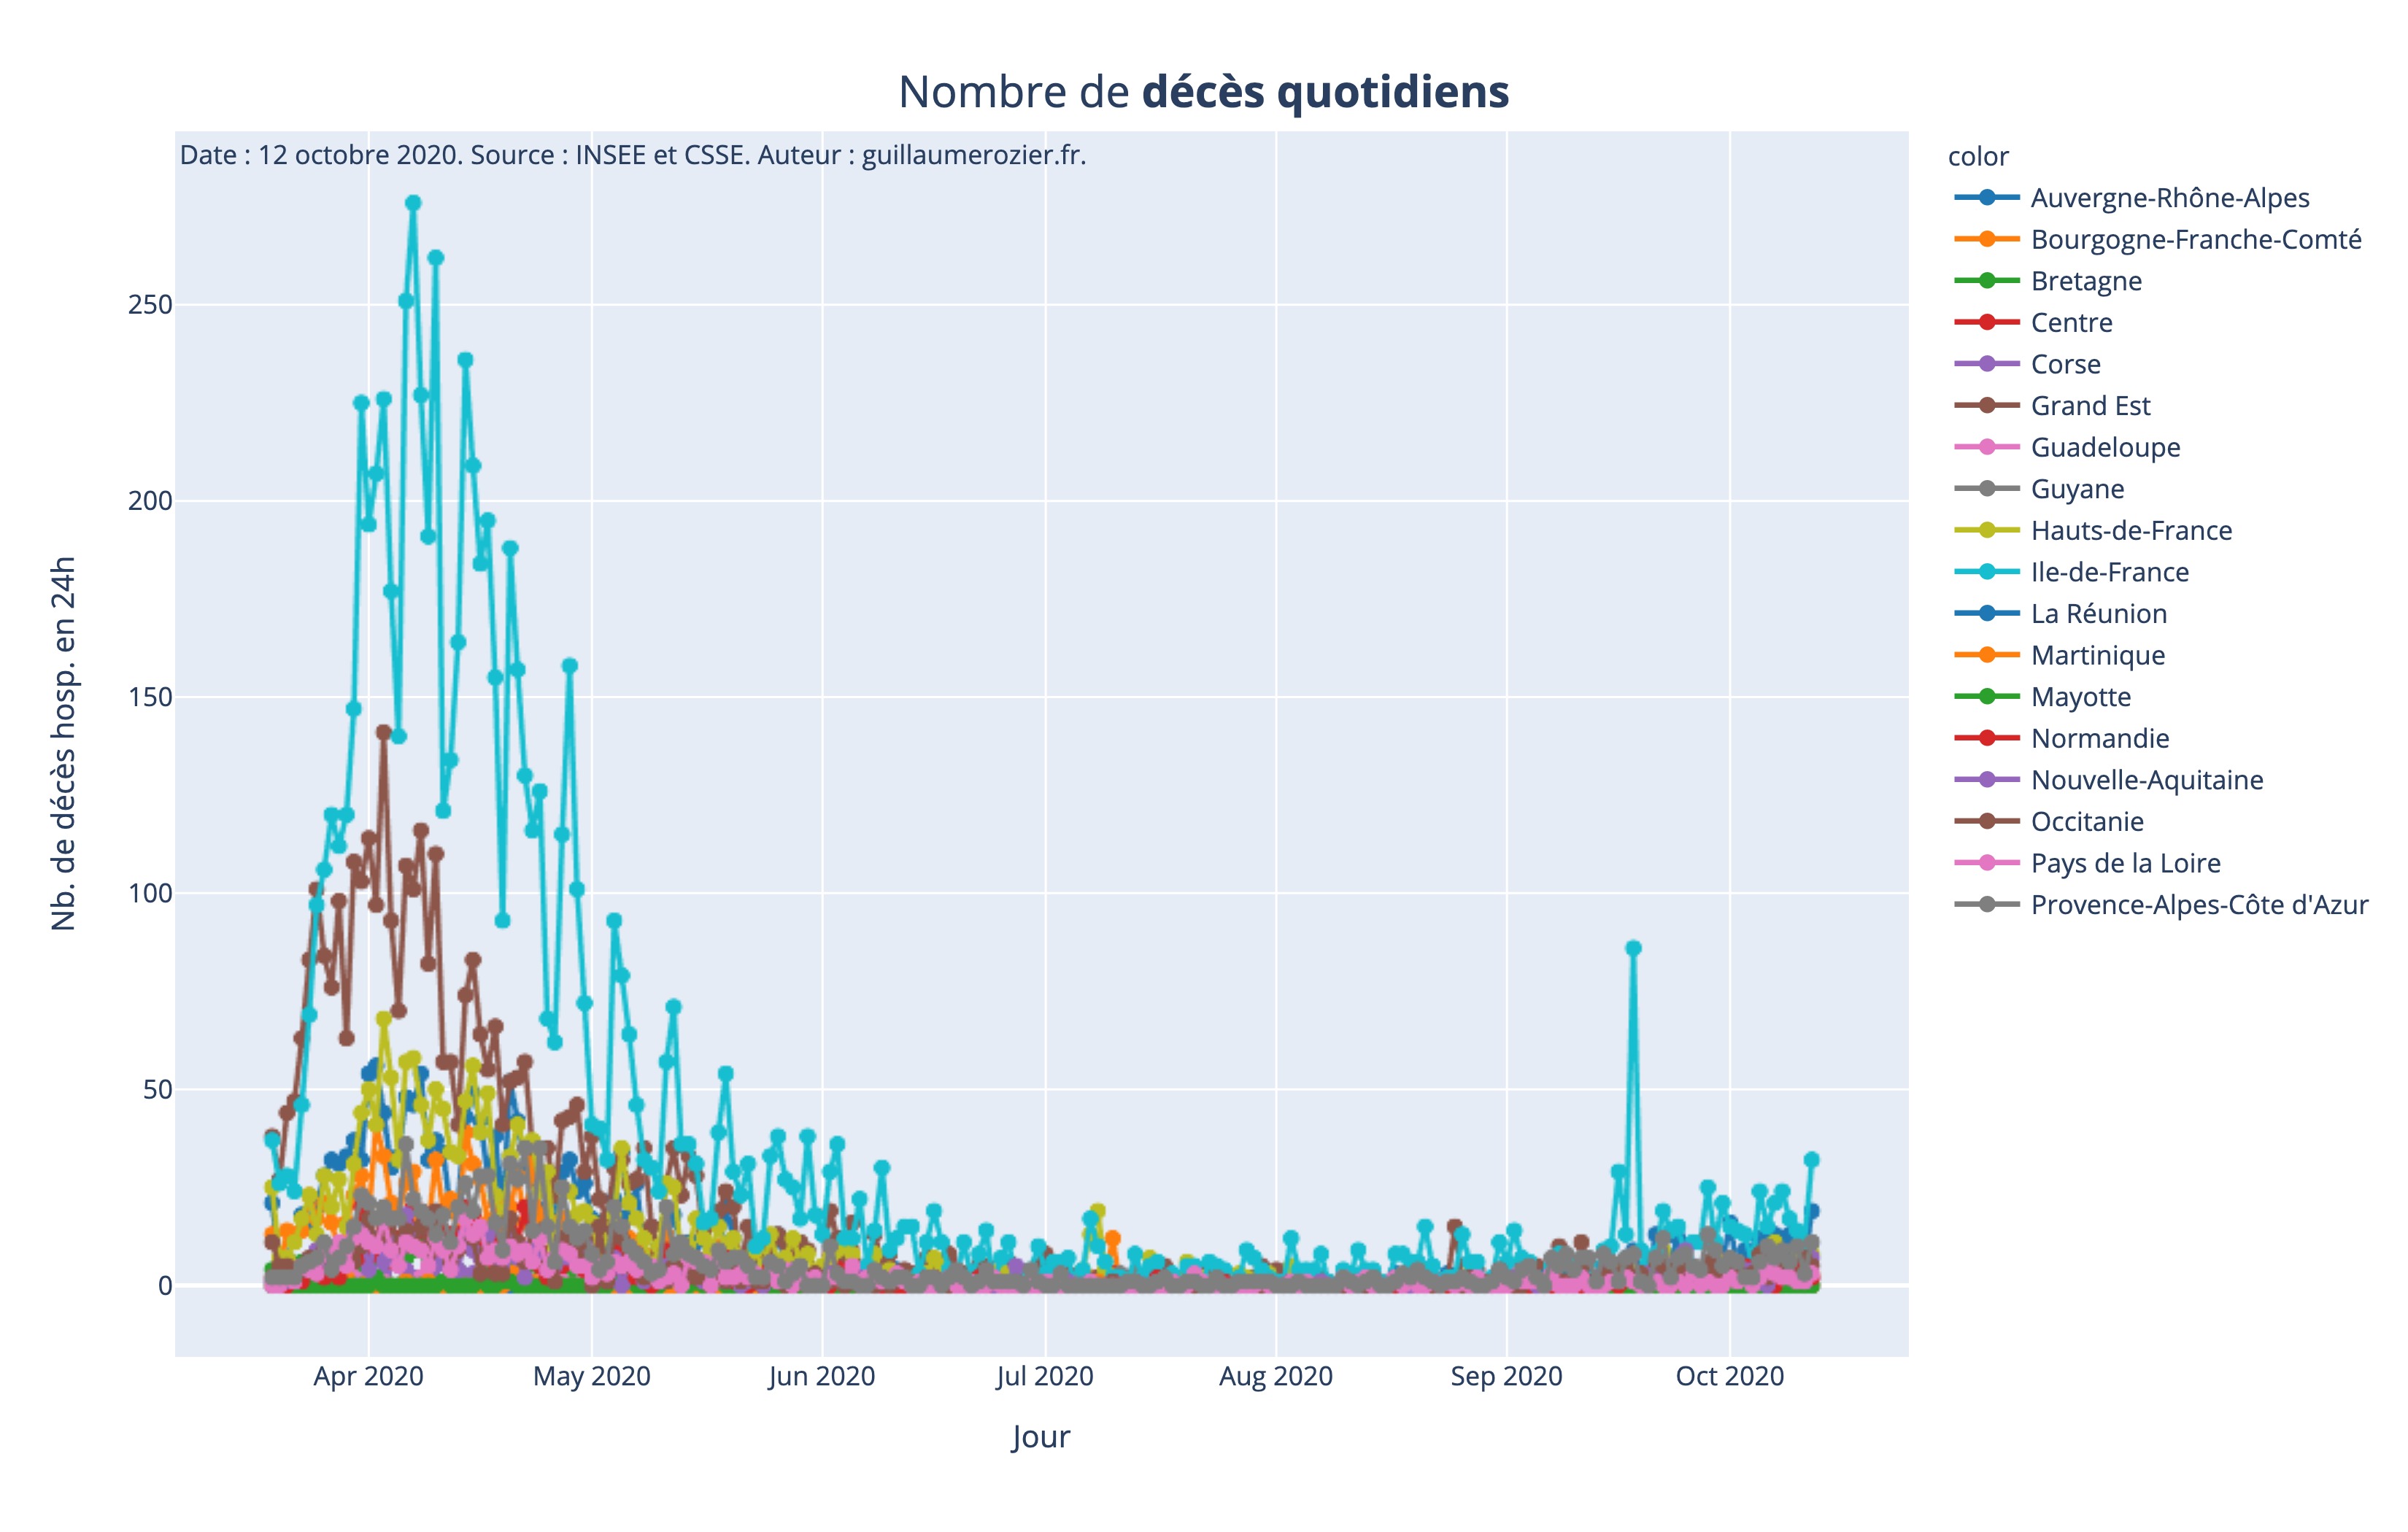 Nombre de décès quotidiens
Date : 12 octobre 2020. Source : INSEE et CSSE. Auteur : guillaumerozier.fr.
color
Auvergne-Rhône-Alpes
Bourgogne-Franche-Comté
Bretagne
Centre
Corse
Grand Est
Guadeloupe
Guyane
Hauts-de-France
Ile-de-France
La Réunion
Martinique
Mayotte
Normandie
Nouvelle-Aquitaine
Occitanie
Pays de la Loire
Provence-Alpes-Côte d'Azur
Nb. de décès hosp. en 24h
250
200
150
100
50
0
Apr 2020
May 2020
Jun 2020
Jul 2020
Aug 2020
Sep 2020
Oct 2020
Jour